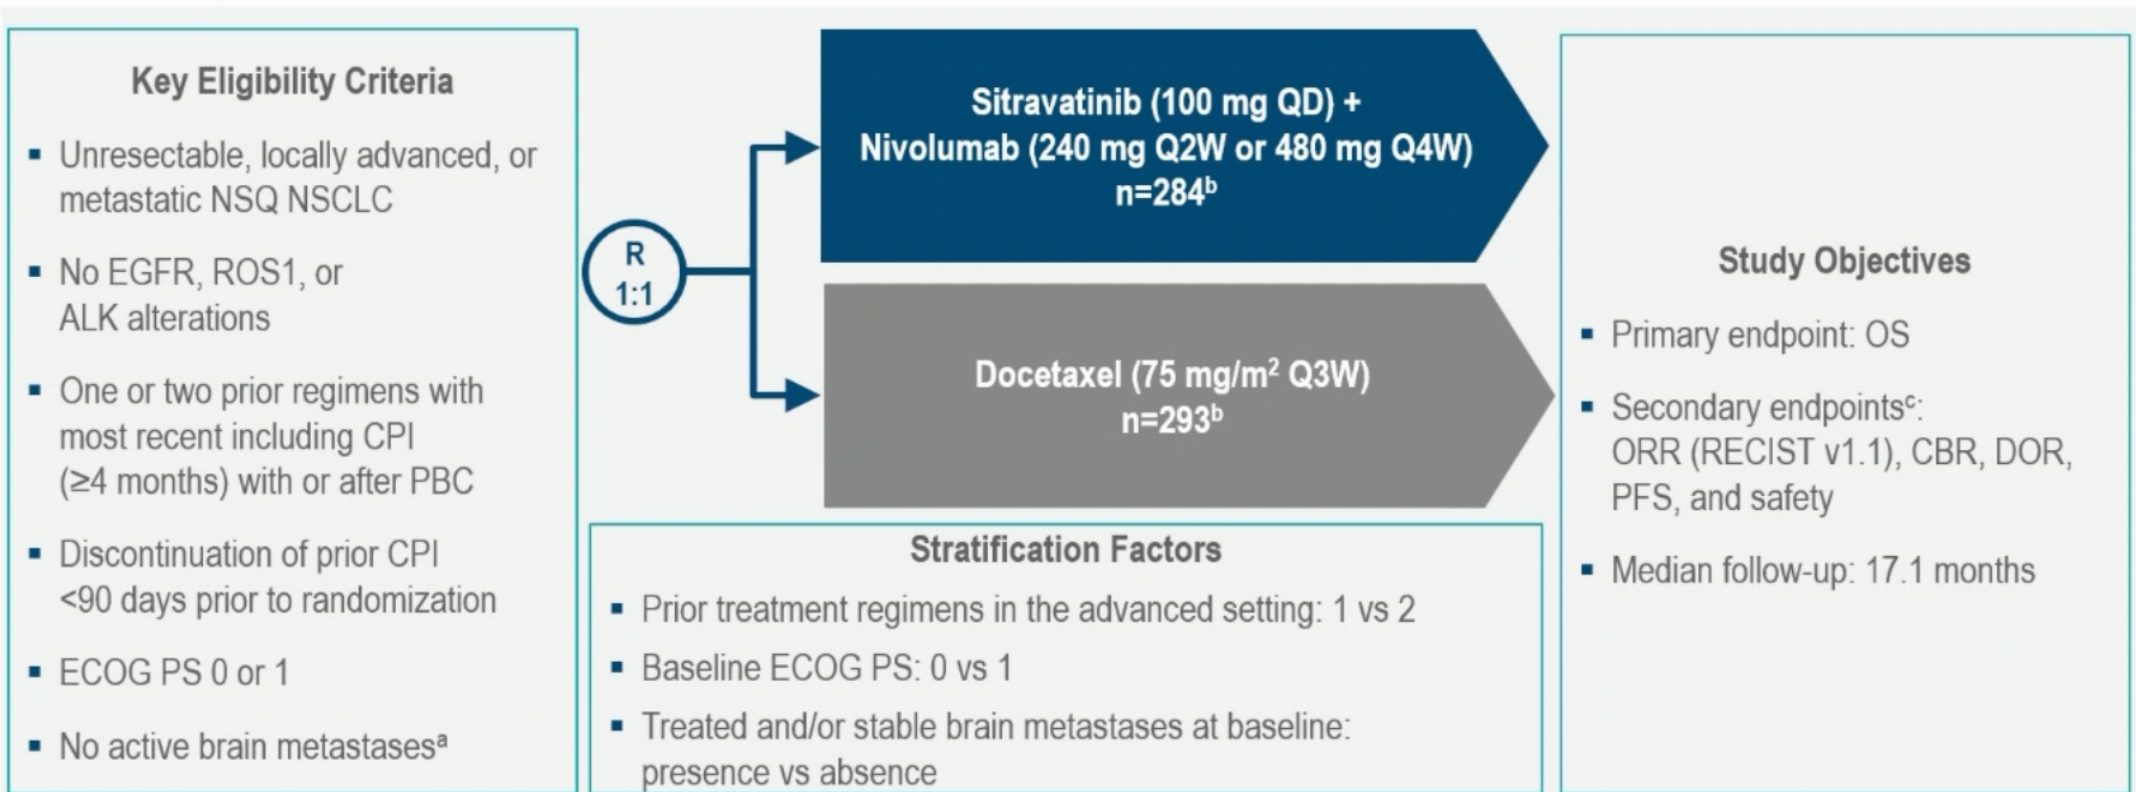 Key Eligibility Criteria
▪ Unresectable, locally advanced, or
metastatic NSQ NSCLC
▪ No EGFR, ROS1, or
ALK alterations
▪ One or two prior regimens with
most recent including CPI
(≥4 months) with or after PBC
▪ Discontinuation of prior CPI
<90 days prior to randomization
▪ ECOG PS 0 or 1
▪ No active brain metastasesᵃ
R
1:1
Sitravatinib (100 mg QD) +
Nivolumab (240 mg Q2W or 480 mg Q4W)
n=284ᵇ
Docetaxel (75 mg/m² Q3W)
n=293ᵇ
Stratification Factors
▪ Prior treatment regimens in the advanced setting: 1 vs 2
▪ Baseline ECOG PS: 0 vs 1
▪ Treated and/or stable brain metastases at baseline:
presence vs absence
Study Objectives
▪ Primary endpoint: OS
▪ Secondary endpointsᶜ:
ORR (RECIST v1.1), CBR, DOR,
PFS, and safety
▪ Median follow-up: 17.1 months